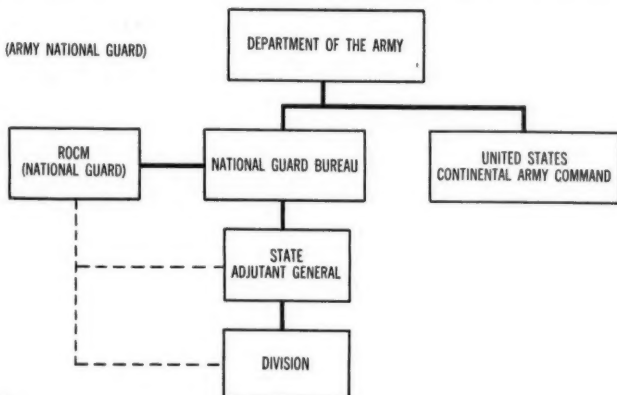 (ARMY NATIONAL GUARD)
DEPARTMENT OF THE ARMY
ROCM
(NATIONAL GUARD)
NATIONAL GUARD BUREAU
UNITED STATES
CONTINENTAL ARMY COMMAND
STATE
ADJUTANT GENERAL
DIVISION